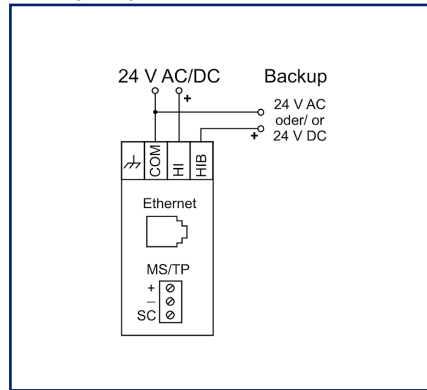 24 V AC/DC
Backup
+
24 V AC
oder/ or
+ 24 V DC
COM
HI
HIB
Ethernet
MS/TP
+
–
SC